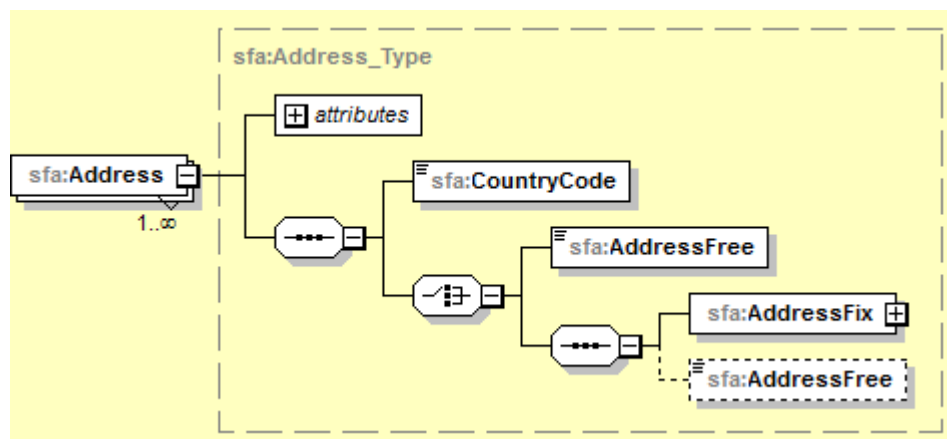 sfa:Address_Type
attributes
sfa:Address
1..∞
sfa:CountryCode
sfa:AddressFree
sfa:AddressFix
sfa:AddressFree